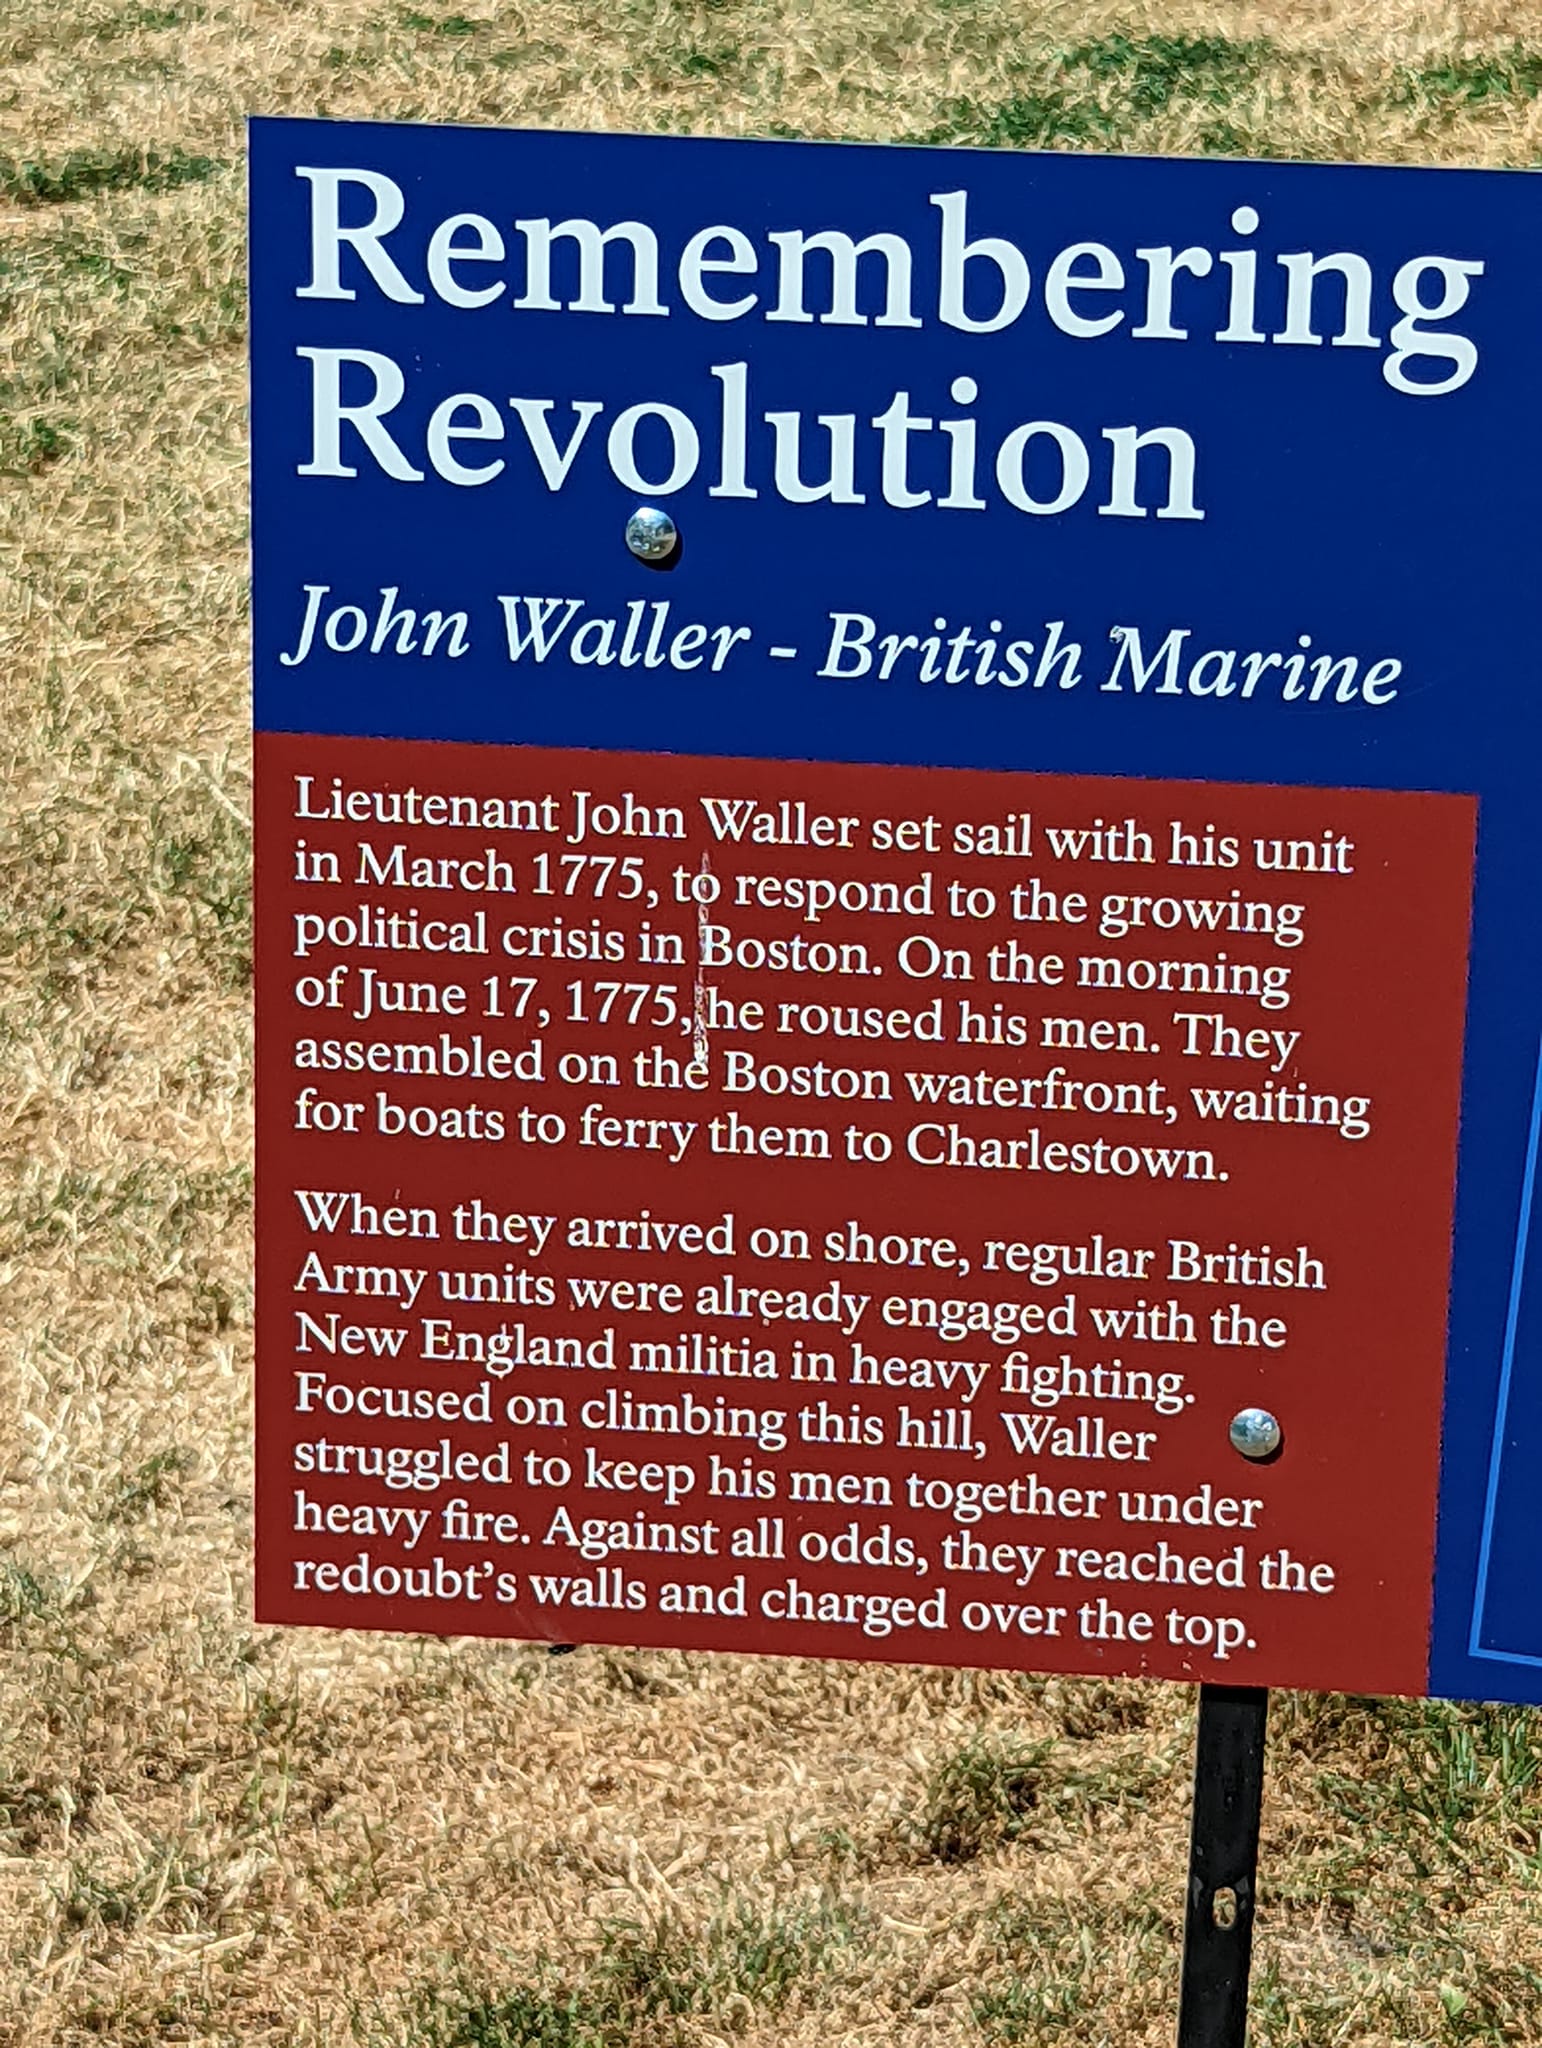 Remembering
Revolution
John Waller - British Marine
Lieutenant John Waller set sail with his unit
in March 1775, to respond to the growing
political crisis in Boston. On the morning
of June 17, 1775, he roused his men. They
assembled on the Boston waterfront, waiting
for boats to ferry them to Charlestown.
When they arrived on shore, regular British
Army units were already engaged with the
New England militia in heavy fighting.
Focused on climbing this hill, Waller
struggled to keep his men together under
heavy fire. Against all odds, they reached the
redoubt's walls and charged over the top.